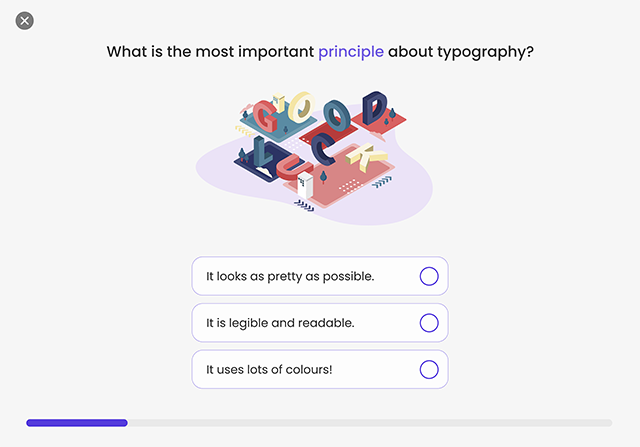 What is the most important principle about typography?
GOOD
LUCK
It looks as pretty as possible.
It is legible and readable.
It uses lots of colours!